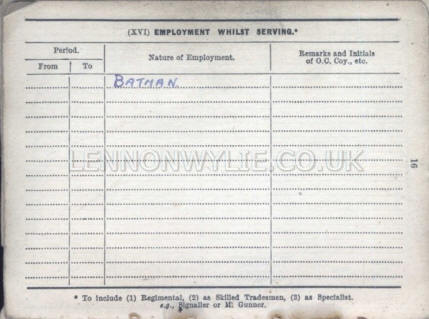 (XVI) EMPLOYMENT WHILST SERVING.*
Period.
From To
Nature of Employment.
Remarks and Initials
of O.C. Coy., etc.
BATMAN.
LENNONWYLIE.CO.UK
16
* To include (1) Regimental, (2) as Skilled Tradesmen, (3) as Specialist.
e.g., Signaller or M. Gunner.